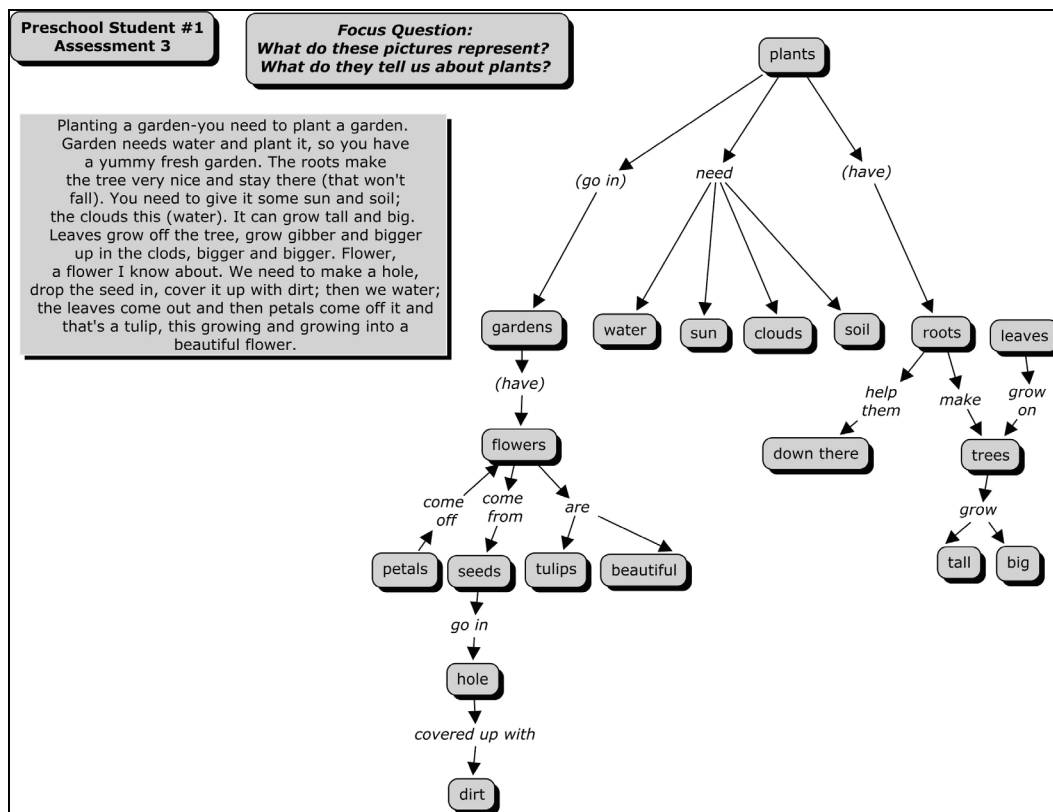 Preschool Student #1
Assessment 3
Focus Question:
What do these pictures represent?
What do they tell us about plants?
Planting a garden-you need to plant a garden.
Garden needs water and plant it, so you have
a yummy fresh garden. The roots make
the tree very nice and stay there (that won't
fall). You need to give it some sun and soil;
the clouds this (water). It can grow tall and big.
Leaves grow off the tree, grow gibber and bigger
up in the clods, bigger and bigger. Flower,
a flower I know about. We need to make a hole,
drop the seed in, cover it up with dirt; then we water;
the leaves come out and then petals come off it and
that's a tulip, this growing and growing into a
beautiful flower.
plants
(go in)
need
(have)
gardens
water
sun
clouds
soil
roots
leaves
(have)
help
them
make
grow
on
flowers
down there
trees
come
off
come
from
are
grow
petals
seeds
tulips
beautiful
tall
big
go in
hole
covered up with
dirt